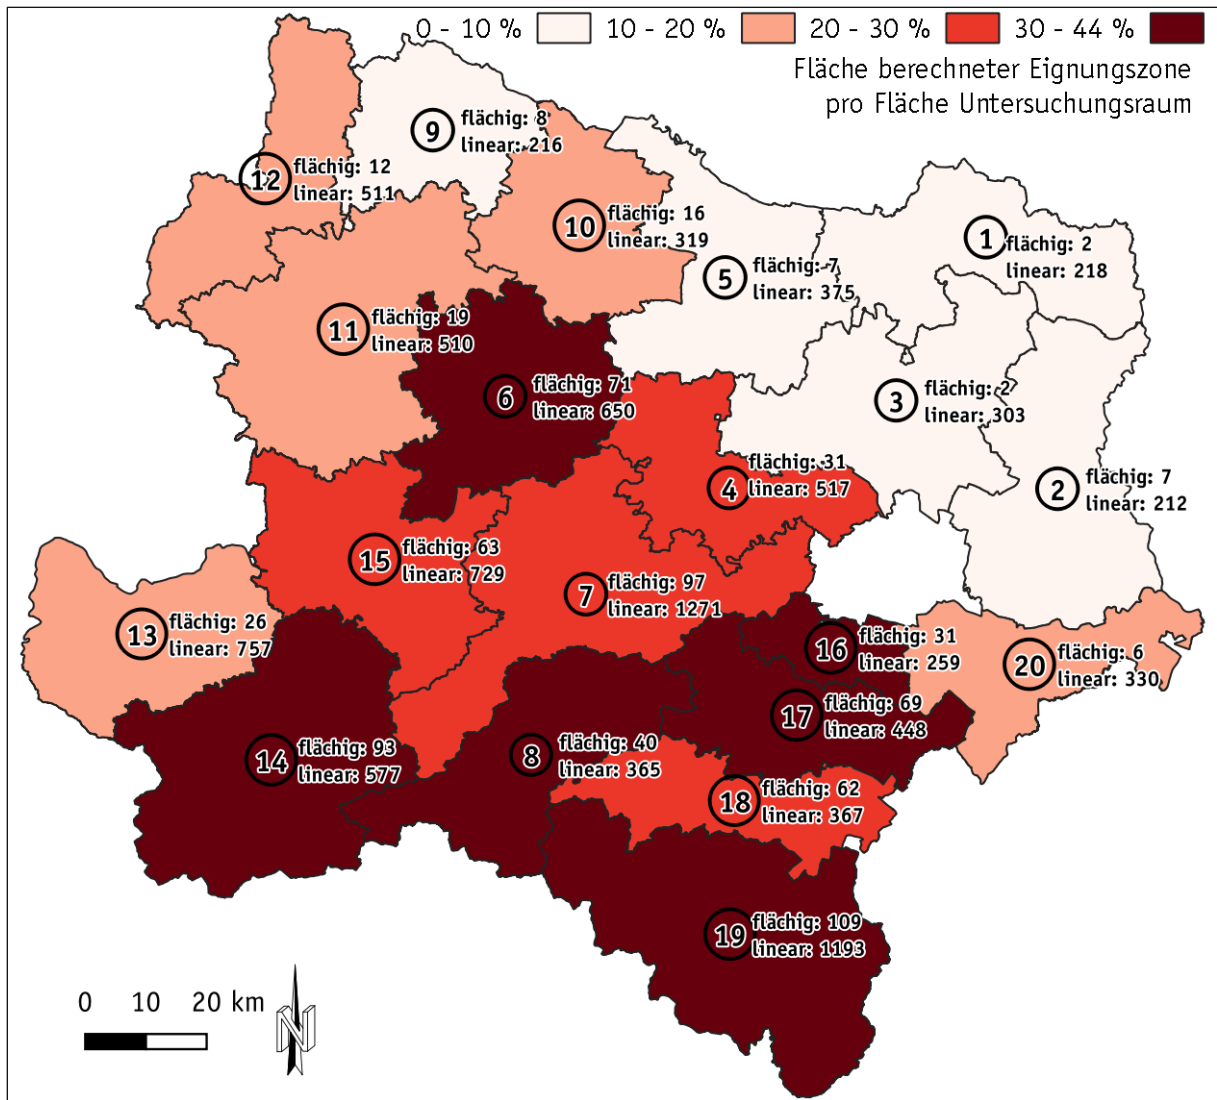 0 - 10 % 10 - 20 % 20 - 30 % 30 - 44 %
Fläche berechneter Eignungszone
pro Fläche Untersuchungsraum
9 flächig: 8
linear: 216
12 flächig: 12
linear: 511
10 flächig: 16
linear: 319
1 flächig: 2
linear: 218
5 flächig: 7
linear: 375
11 flächig: 19
linear: 510
6 flächig: 71
linear: 650
3 flächig: 2
linear: 303
4 flächig: 31
linear: 517
2 flächig: 7
linear: 212
15 flächig: 63
linear: 729
7 flächig: 97
linear: 1271
13 flächig: 26
linear: 757
16 flächig: 31
linear: 259
20 flächig: 6
linear: 330
17 flächig: 69
linear: 448
14 flächig: 93
linear: 577
8 flächig: 40
linear: 365
18 flächig: 62
linear: 367
19 flächig: 109
linear: 1193
0 10 20 km
N